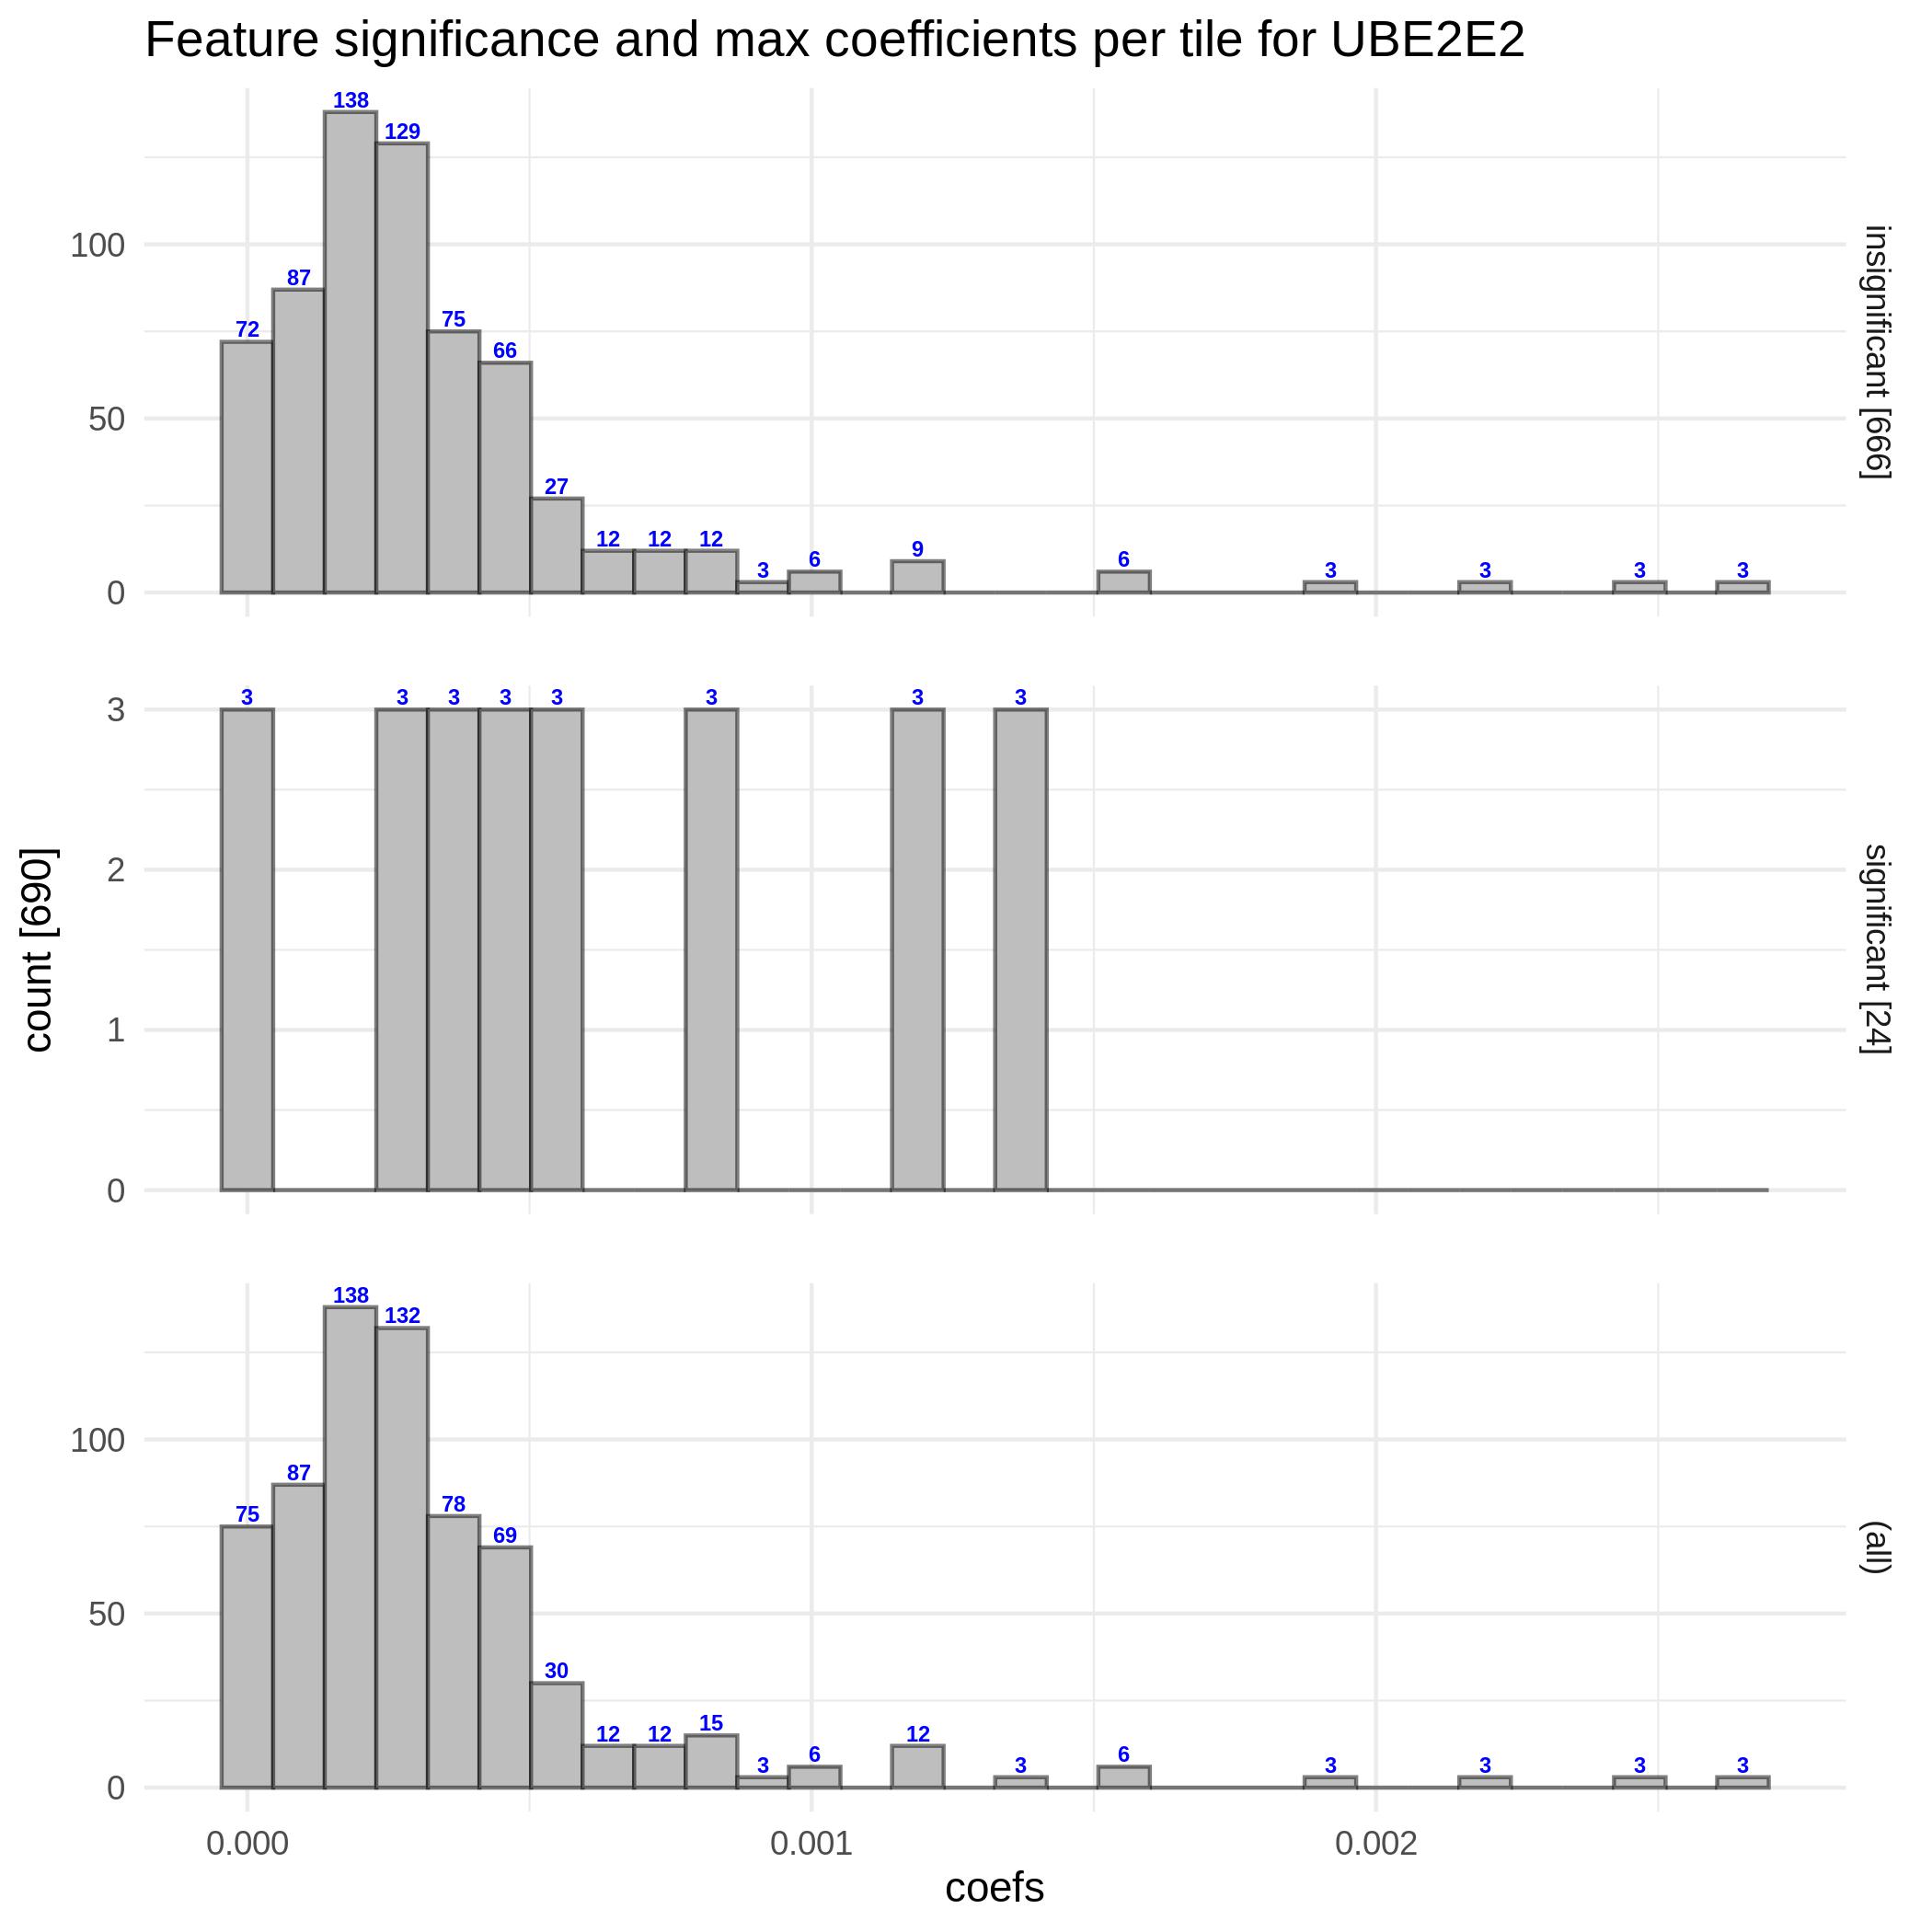 Feature significance and max coefficients per tile for UBE2E2
138
129
87
75
72
66
27
12 12 12
3 6 9 6 3 3 3 3
100
50
0
insignificant [666]
3 3 3 3 3 3 3 3
3
2
1
0
significant [24]
count [690]
138
132
87
78
75
69
30
12 12 15
3 6 12 3 6 3 3 3 3
100
50
0
(all)
0.000 0.001 0.002
coefs